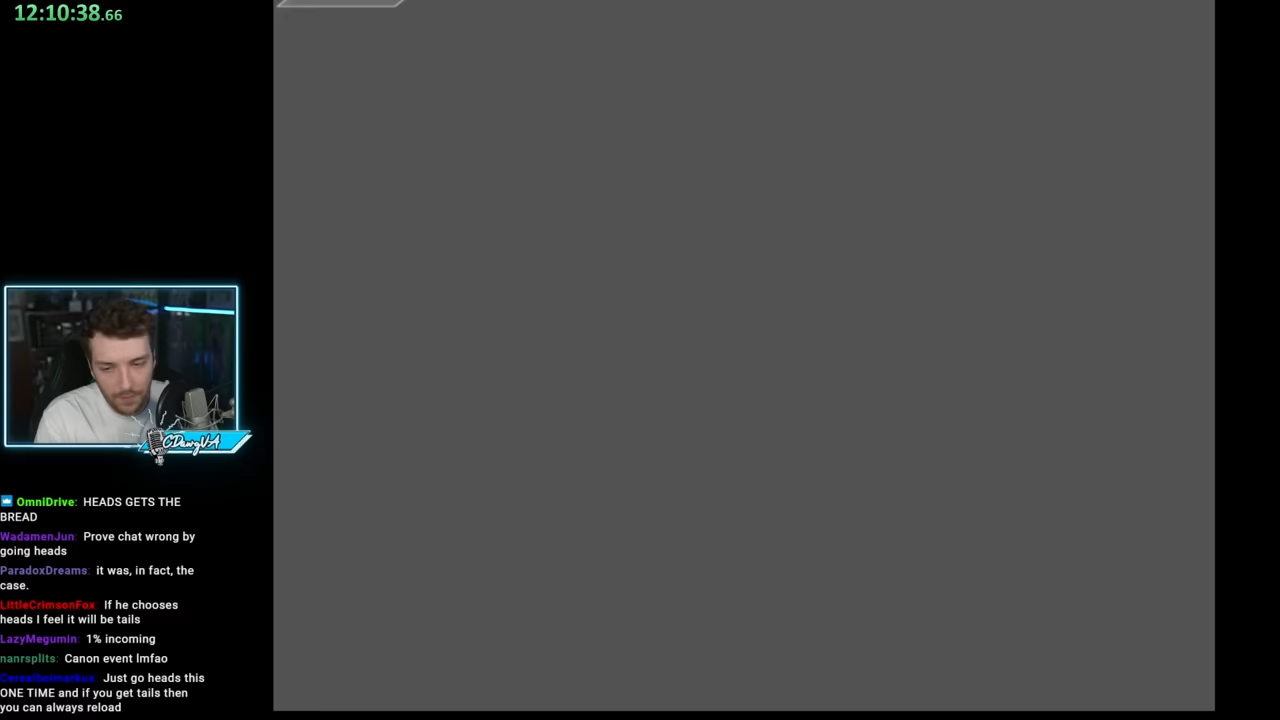 12:10:38.66
CDawgVA
OmniDrive: HEADS GETS THE
BREAD
WadamenJun: Prove chat wrong by
going heads
ParadoxDreams: it was, in fact, the
case.
LittleCrimsonFox: If he chooses
heads I feel it will be tails
LazyMegumin: 1% incoming
nanrsplits: Canon event lmfao
Cerealboimarkus: Just go heads this
ONE TIME and if you get tails then
you can always reload